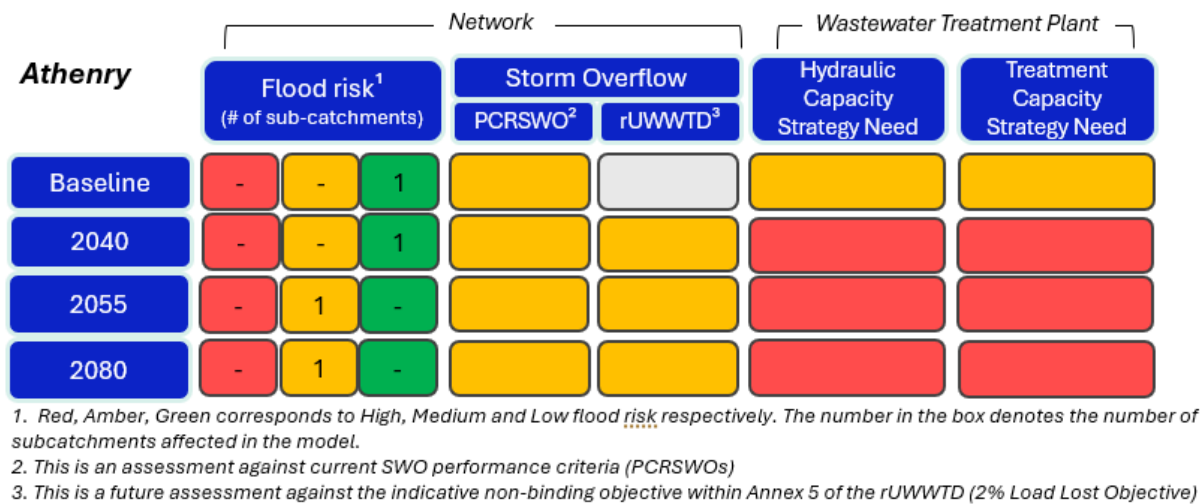 Network
Wastewater Treatment Plant
Athenry
Flood risk¹
(# of sub-catchments)
Storm Overflow
PCRSWO²
rUWWTD³
Hydraulic
Capacity
Strategy Need
Treatment
Capacity
Strategy Need
Baseline
-
-
1
2040
-
-
1
2055
-
1
-
2080
-
1
-
1. Red, Amber, Green corresponds to High, Medium and Low flood risk respectively. The number in the box denotes the number of
subcatchments affected in the model.
2. This is an assessment against current SWO performance criteria (PCRSWOs)
3. This is a future assessment against the indicative non-binding objective within Annex 5 of the rUWWTD (2% Load Lost Objective)